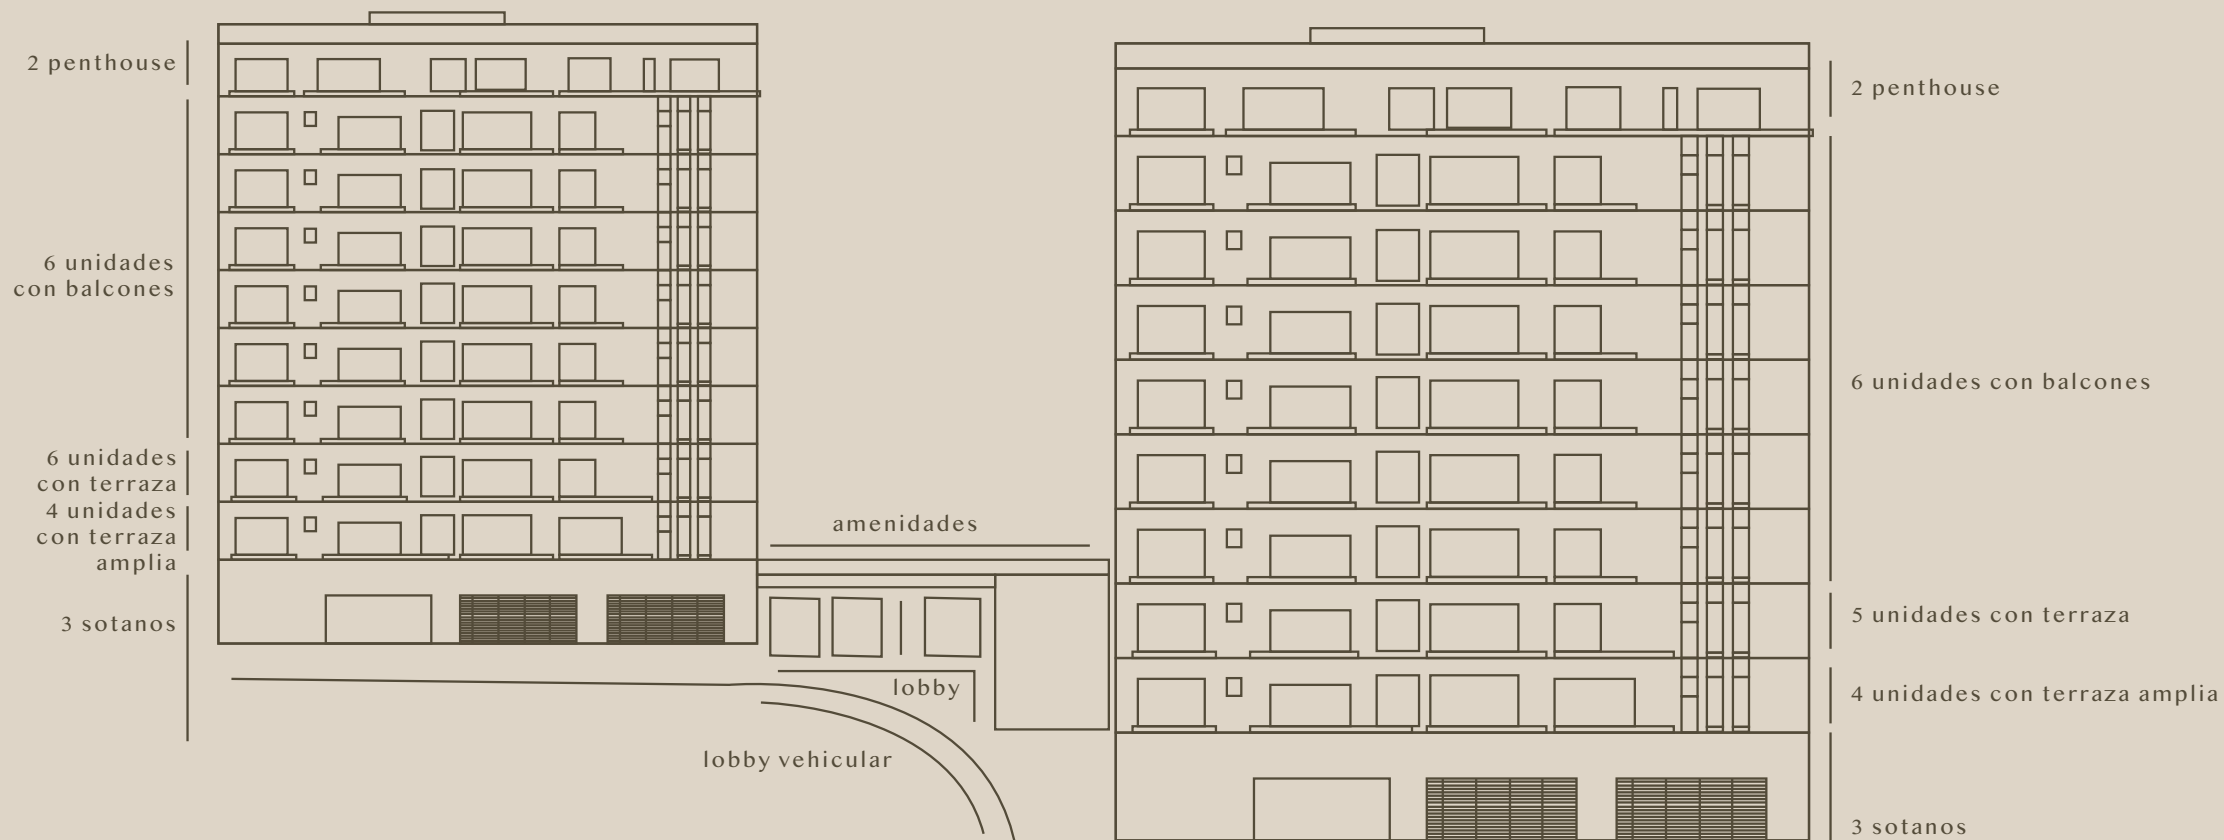 2 penthouse
6 unidades
con balcones
6 unidades
con terraza
4 unidades
con terraza
amplia
3 sotanos
amenidades
lobby
lobby vehicular
2 penthouse
6 unidades con balcones
5 unidades con terraza
4 unidades con terraza amplia
3 sotanos